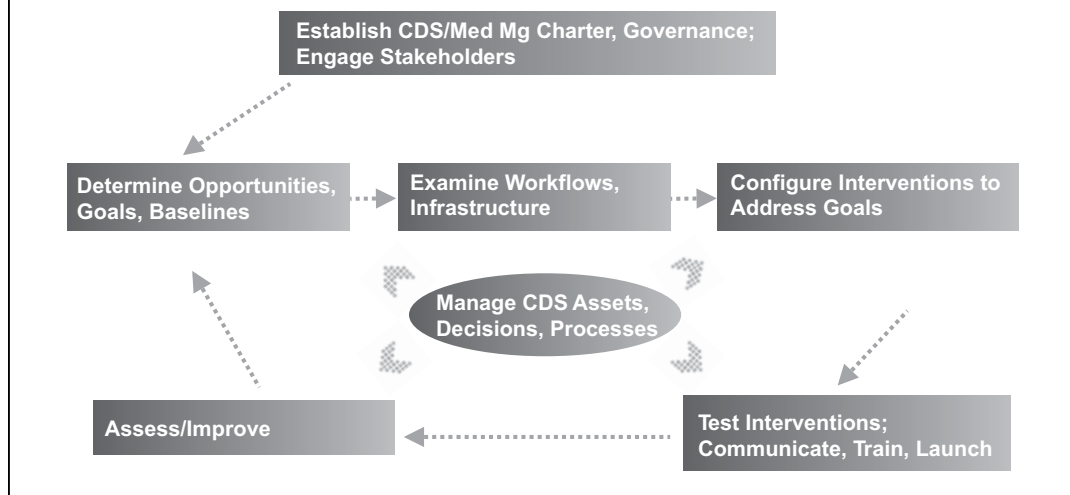 Establish CDS/Med Mg Charter, Governance;
Engage Stakeholders
Determine Opportunities,
Goals, Baselines
Examine Workflows,
Infrastructure
Configure Interventions to
Address Goals
Manage CDS Assets,
Decisions, Processes
Assess/Improve
Test Interventions;
Communicate, Train, Launch